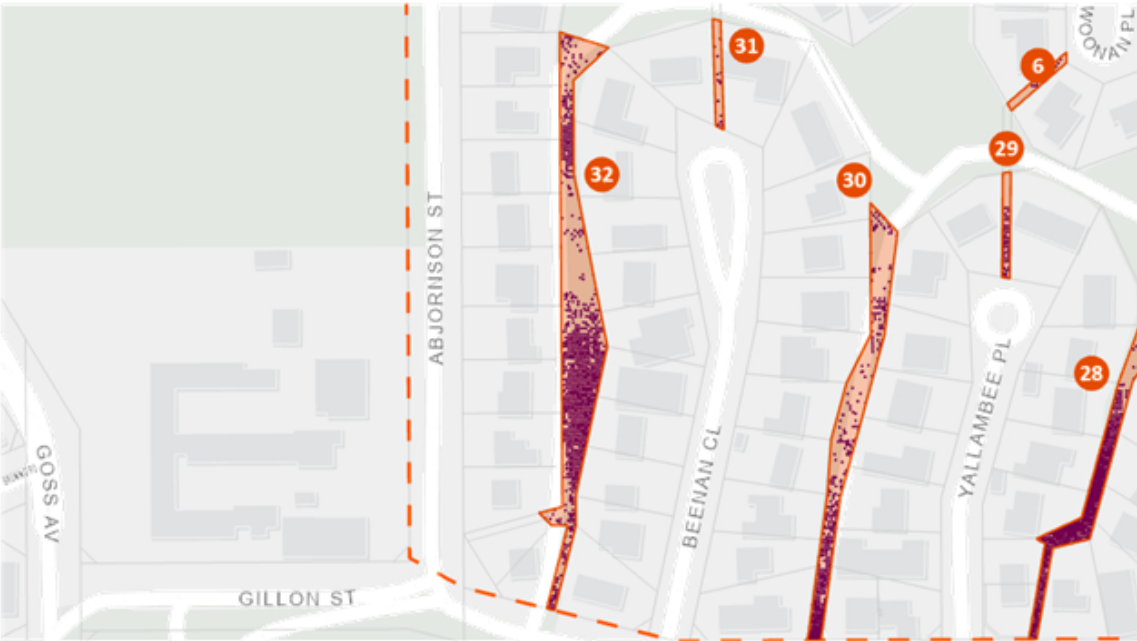 WOONAN PL
31
6
29
32
30
ABJORNSON ST
28
YALLAMBEE PL
BEENAN CL
GOSS AV
GILLON ST